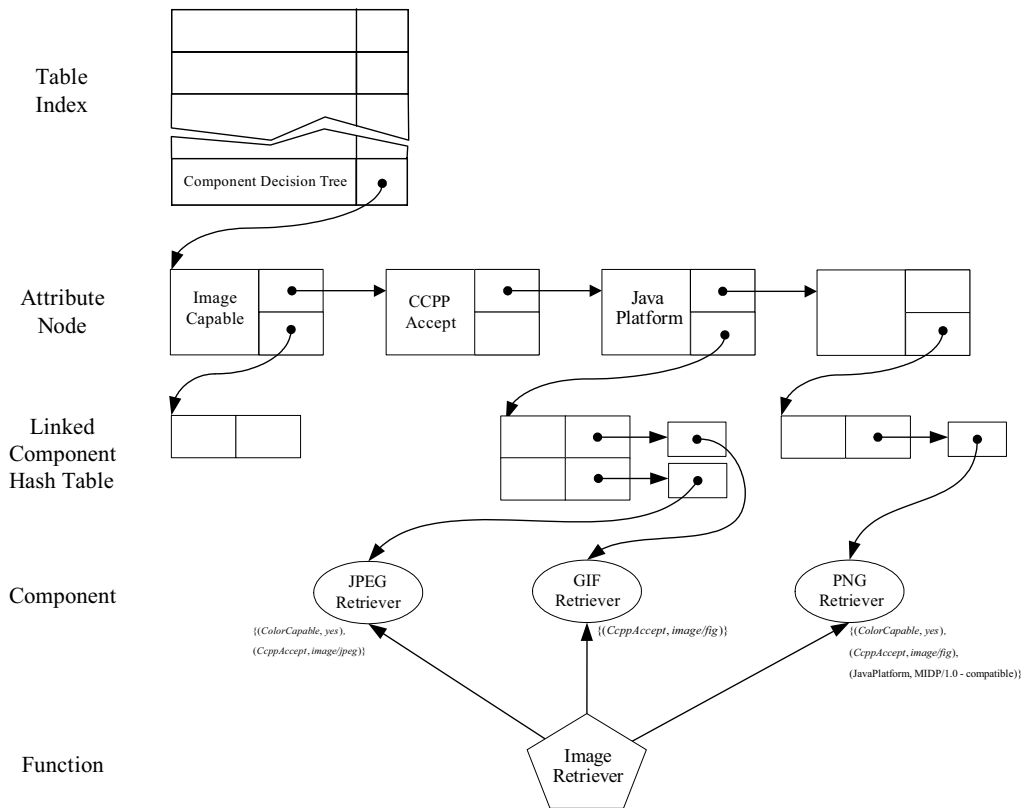 Table
Index
Component Decision Tree
Attribute
Node
Image
Capable
CCPP
Accept
Java
Platform
Linked
Component
Hash Table
Component
JPEG
Retriever
{(ColorCapable, yes),
(CcppAccept, image/jpeg)}
GIF
Retriever
{(CcppAccept, image/fig)}
PNG
Retriever
{(ColorCapable, yes),
(CcppAccept, image/fig),
(JavaPlatform, MIDP/1.0 - compatible)}
Function
Image
Retriever